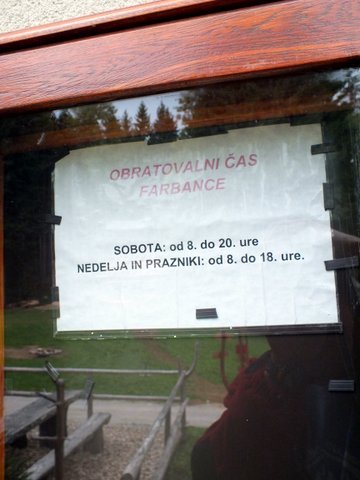 OBRATOVALNI ČAS
FARBANCE
SOBOTA: od 8. do 20. ure
NEDELJA IN PRAZNIKI: od 8. do 18. ure.